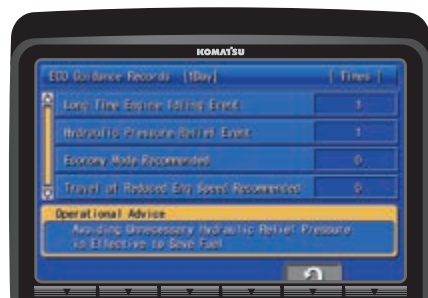 KOMATSU
ECO Guidance Records [1Day] [ Times ]
Long Time Engine Idling Event 1
Hydraulic Pressure Relief Event 1
Economy Mode Recommended 0
Travel at Reduced Eng Speed Recommended 0
Operational Advice
Avoiding Unnecessary Hydraulic Relief Pressure
is Effective to Save Fuel